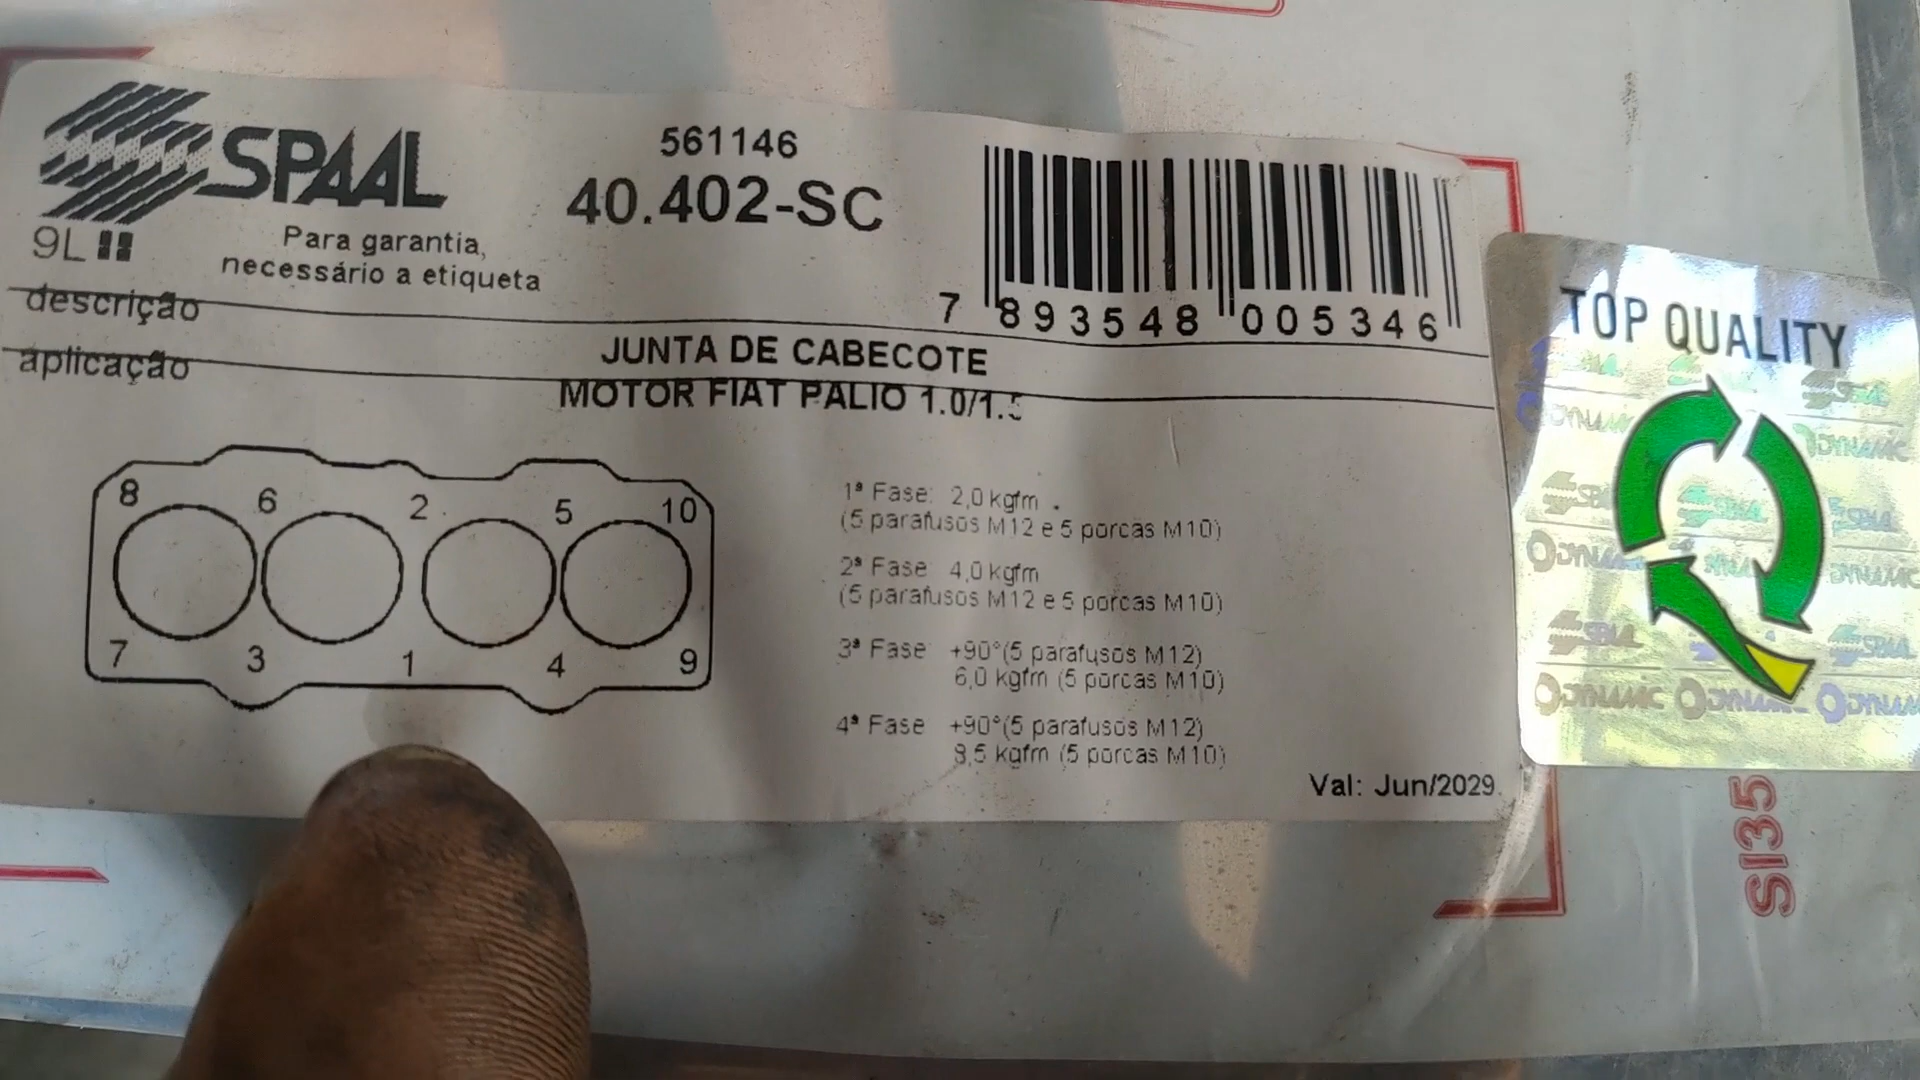 SPAAL
561146
40.402-SC
9L
Para garantia,
necessário a etiqueta
7 893548 005346
descrição
JUNTA DE CABECOTE
aplicação
MOTOR FIAT PALIO 1.0/1.5
8 6 2 5 10
7 3 1 4 9
1ª Fase: 2,0 kgfm
(5 parafusos M12 e 5 porcas M10)
2ª Fase 4,0 kgfm
(5 parafusos M12 e 5 porcas M10)
3ª Fase +90°(5 parafusos M12)
6,0 kgfm (5 porcas M10)
4ª Fase +90°(5 parafusos M12)
kgfm (5 porcas M10)
Val: Jun/2029
TOP QUALITY
SPAAL
DYNAMIC
SI35